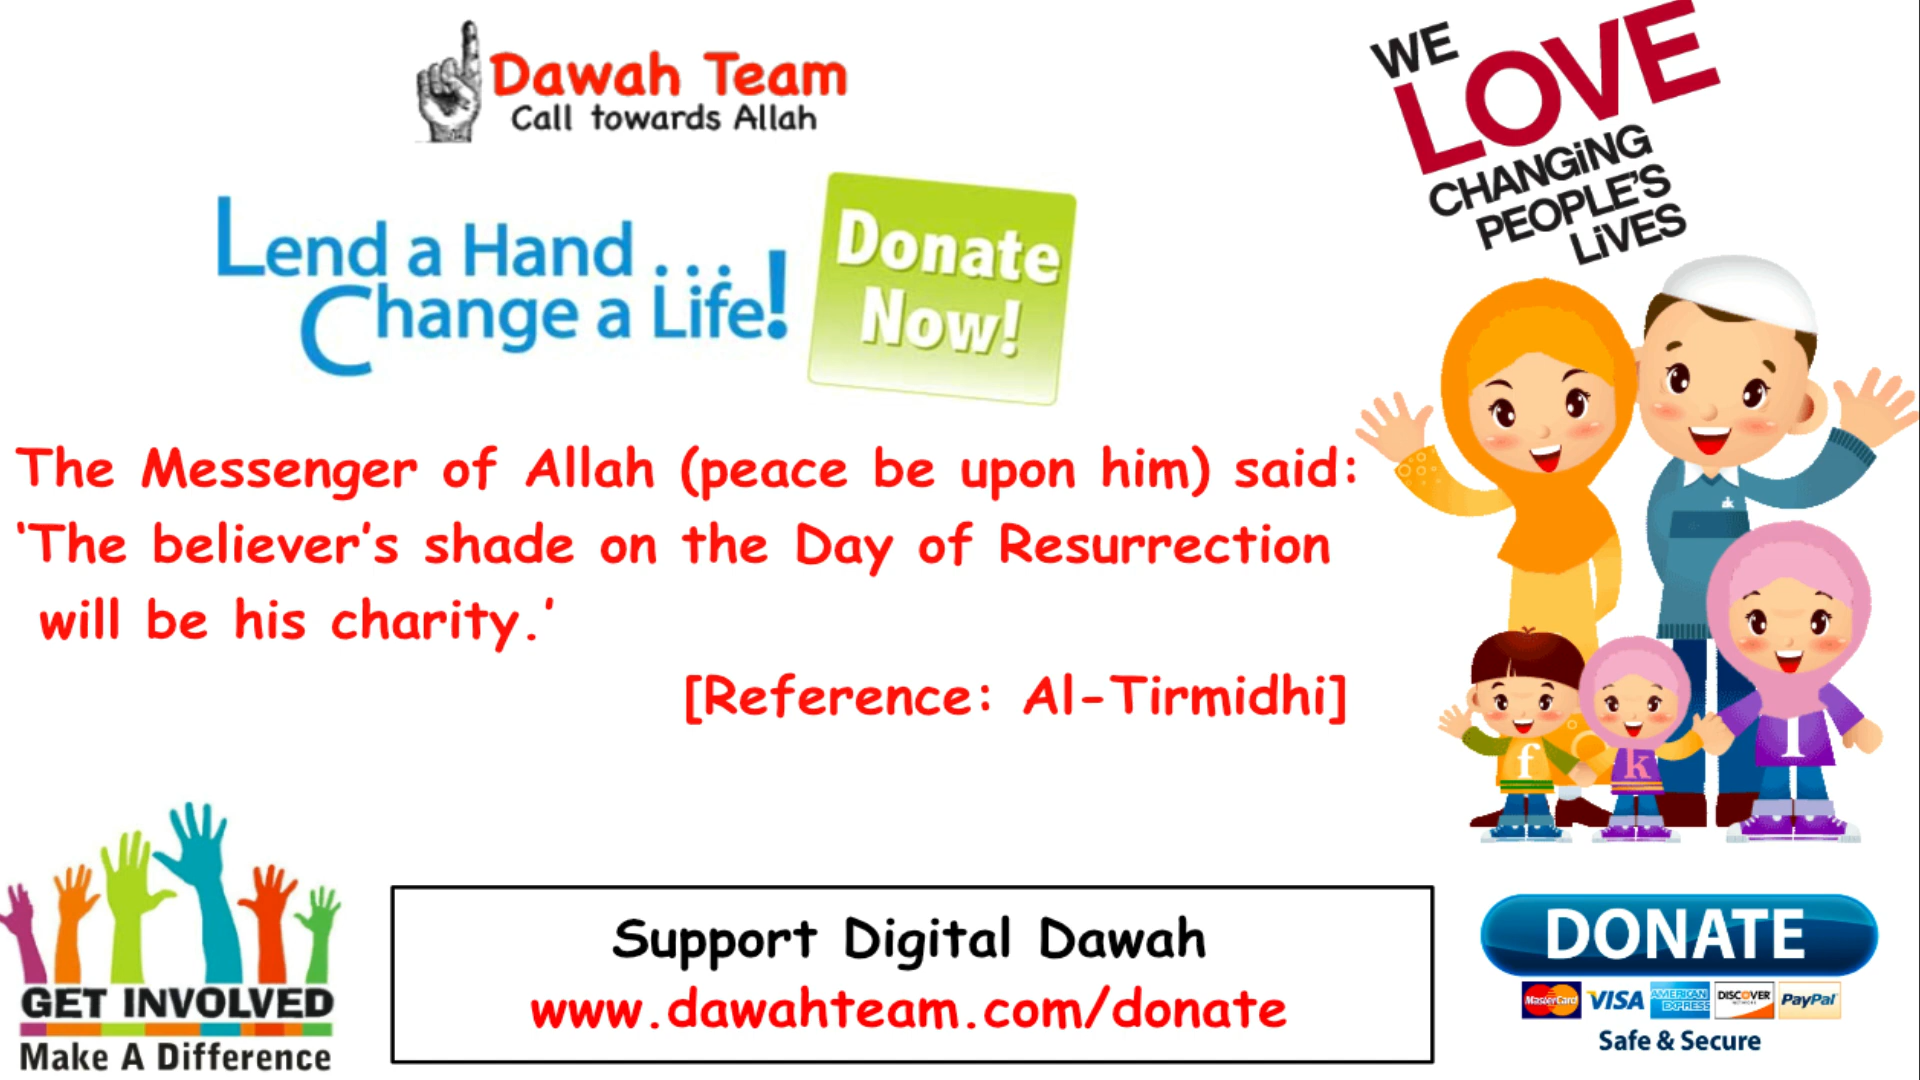 Dawah Team
Call towards Allah
WE
LOVE
CHANGiNG
PEOPLE'S
LiVES
Lend a Hand ...
Change a Life!
Donate
Now!
The Messenger of Allah (peace be upon him) said:
‘The believer’s shade on the Day of Resurrection
will be his charity.’
[Reference: Al-Tirmidhi]
f
k
l
GET INVOLVED
Make A Difference
Support Digital Dawah
www.dawahteam.com/donate
DONATE
MasterCard VISA AMERICAN EXPRESS DISCOVER PayPal
Safe & Secure